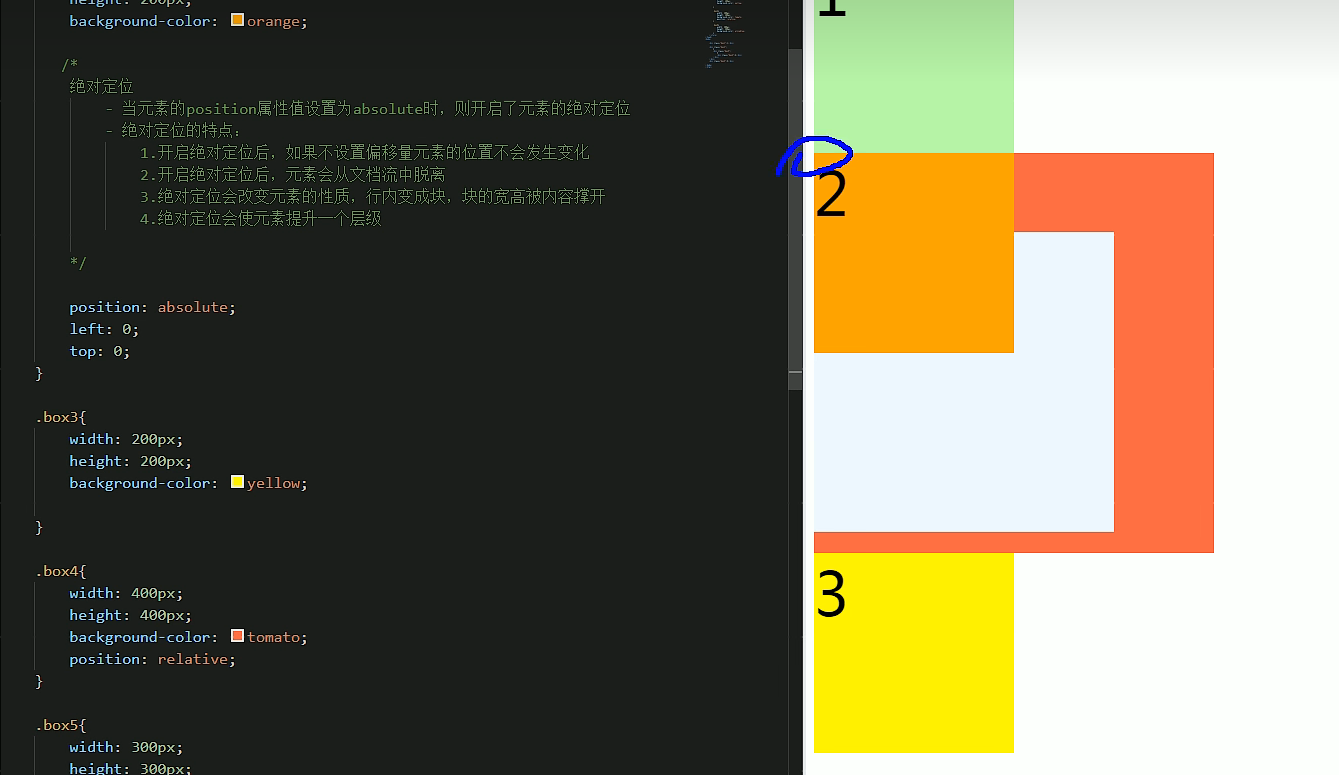 height: 200px;
background-color: orange;
/*
绝对定位
- 当元素的position属性值设置为absolute时，则开启了元素的绝对定位
- 绝对定位的特点：
1.开启绝对定位后，如果不设置偏移量元素的位置不会发生变化
2.开启绝对定位后，元素会从文档流中脱离
3.绝对定位会改变元素的性质，行内变成块，块的宽高被内容撑开
4.绝对定位会使元素提升一个层级
*/
position: absolute;
left: 0;
top: 0;
}
.box3{
width: 200px;
height: 200px;
background-color: yellow;
}
.box4{
width: 400px;
height: 400px;
background-color: tomato;
position: relative;
}
.box5{
width: 300px;
height: 300px;
1
2
3